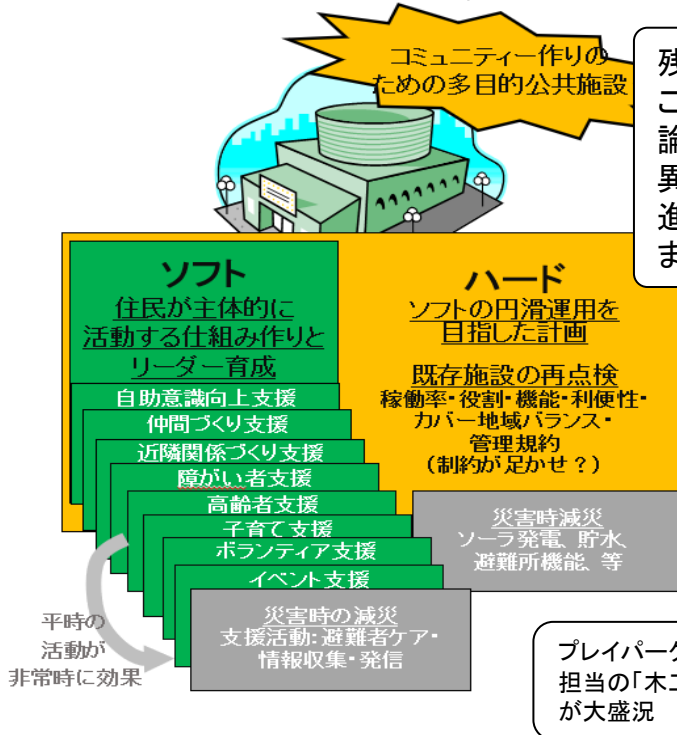 コミュニティー作りの
ための多目的公共施設
残
こ
論
異
進
ま
ソフト
住民が主体的に
活動する仕組み作りと
リーダー育成
自助意識向上支援
仲間づくり支援
近隣関係づくり支援
障がい者支援
高齢者支援
子育て支援
ボランティア支援
イベント支援
災害時の減災
支援活動：避難者ケア・
情報収集・発信
平時の
活動が
非常時に効果
ハード
ソフトの円滑運用を
目指した計画
既存施設の再点検
稼働率・役割・機能・利便性・
カバー地域バランス・
管理規約
（制約が足かせ？）
災害時減災
ソーラ発電、貯水、
避難所機能、等
プレイパーク
担当の「木工
が大盛況